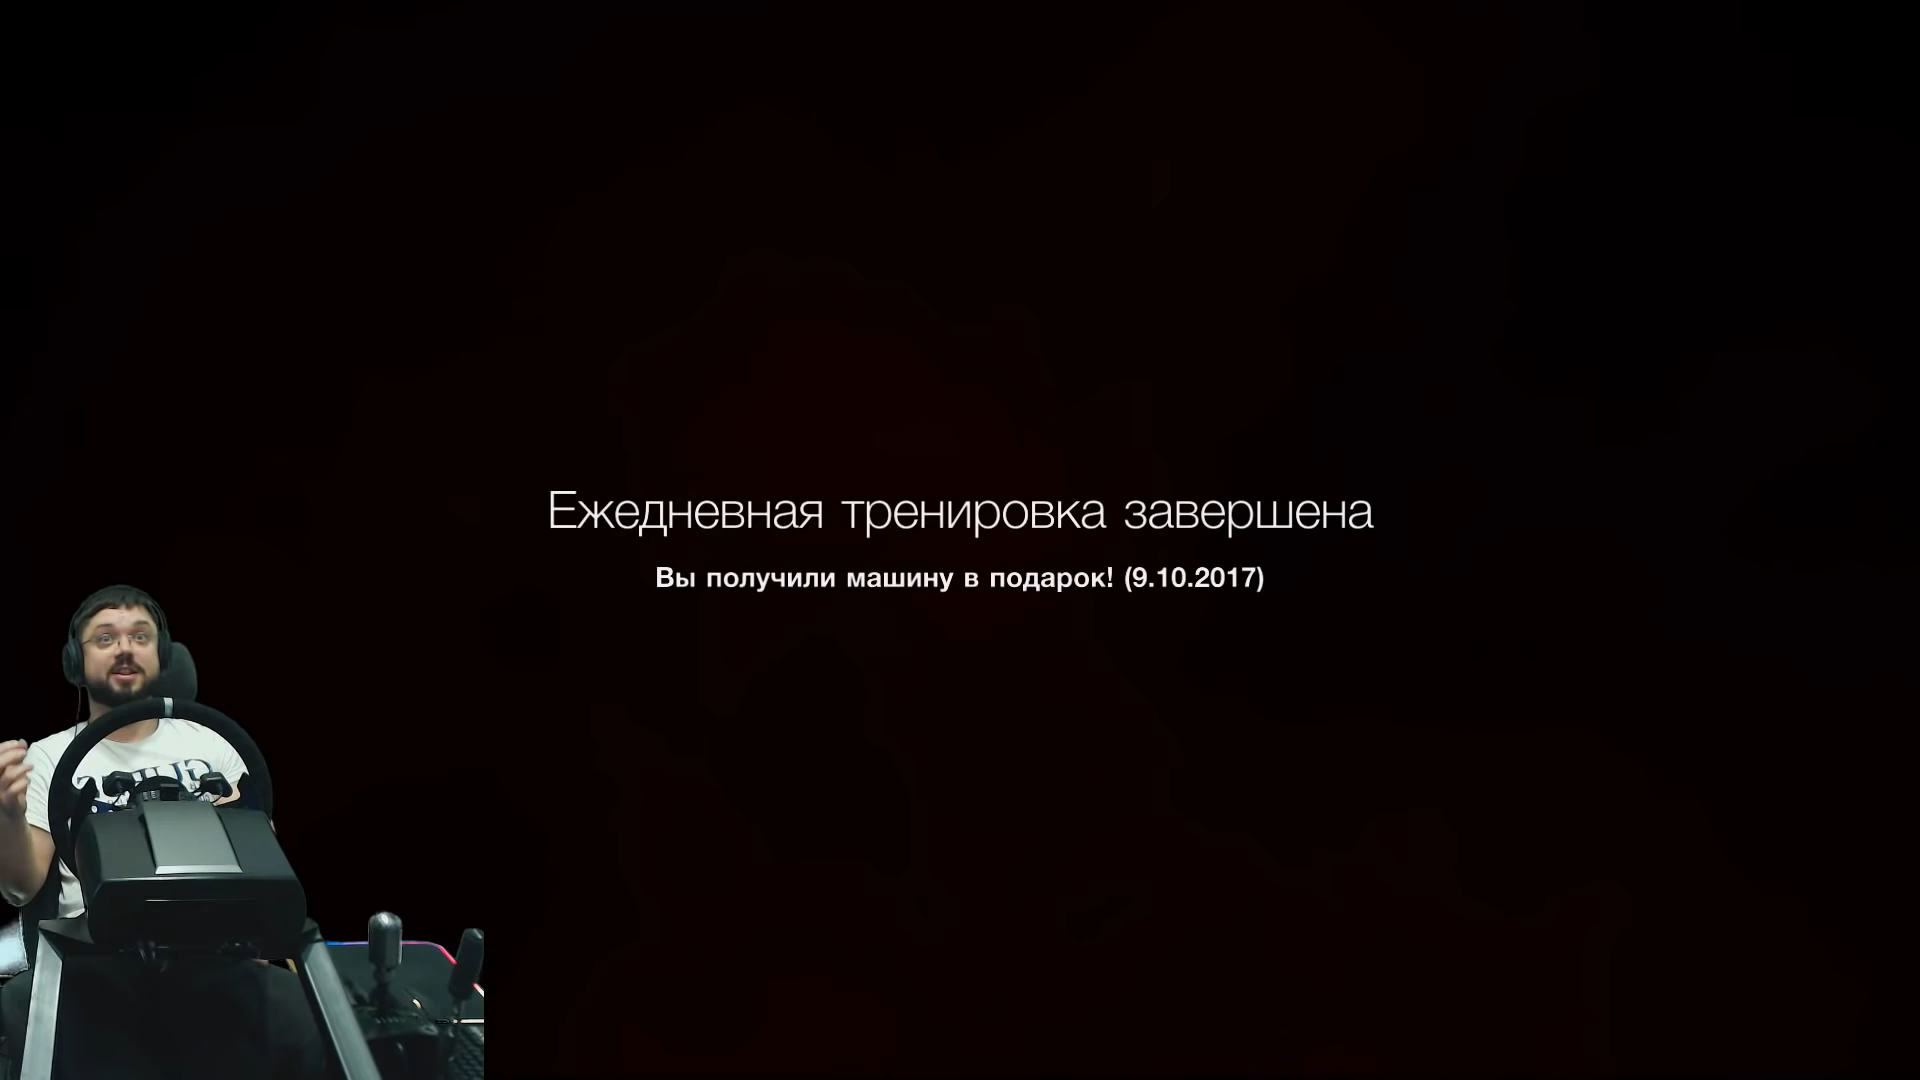 Ежедневная тренировка завершена
Вы получили машину в подарок! (9.10.2017)